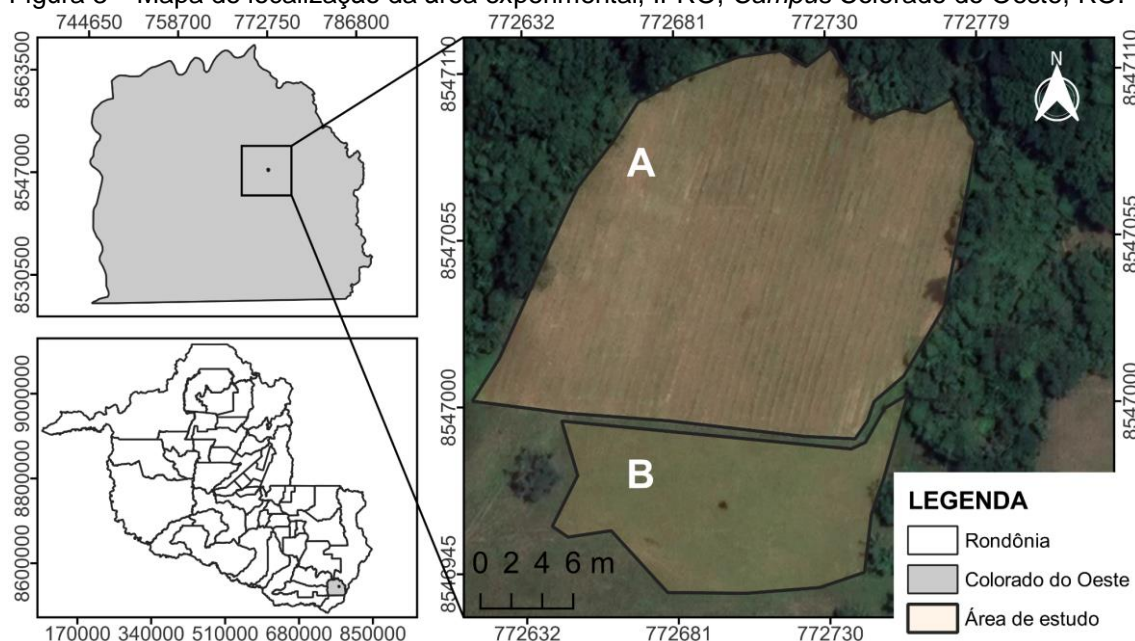 Figura 3 – Mapa de localização da área experimental, IFRO, Campus Colorado do Oeste, RO.
744650 758700 772750 786800
8563500
8547000
8530500
772632 772681 772730 772779
8547110
8547055
8547000
8546945
8547110
8547055
8547000
N
A
B
0 2 4 6 m
772632 772681 772730
9000000
8800000
8600000
170000 340000 510000 680000 850000
LEGENDA
Rondônia
Colorado do Oeste
Área de estudo